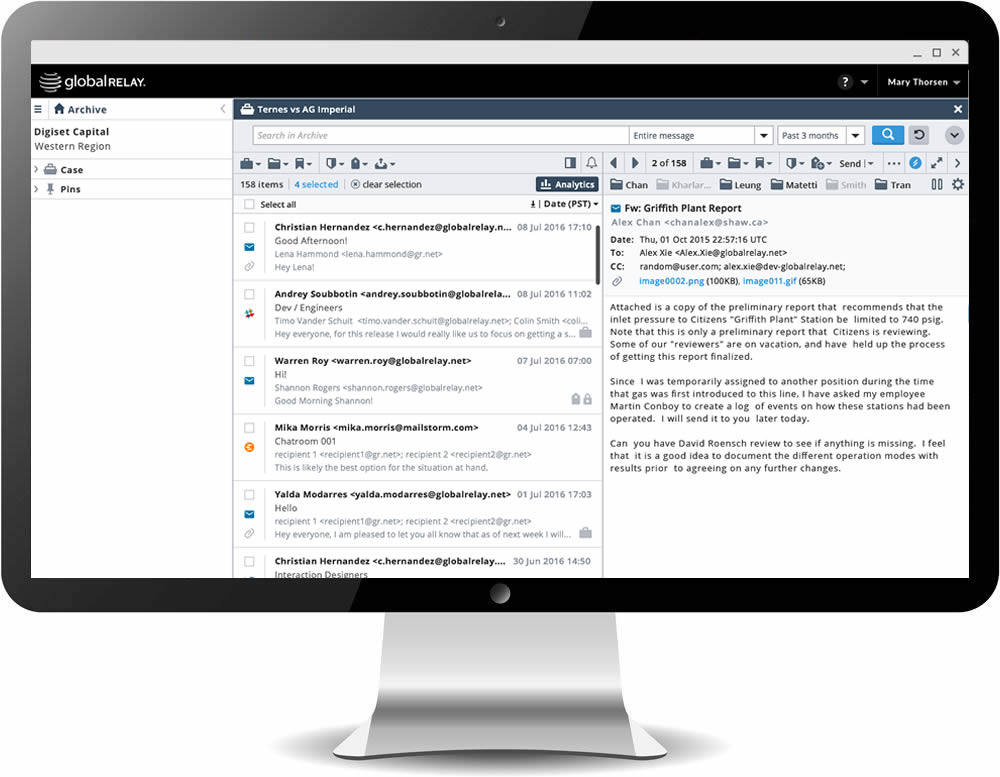 globalRELAY.
?
Mary Thorsen
Archive
Ternes vs AG Imperial
Digiset Capital
Western Region
Case
Pins
Search in Archive
Entire message
Past 3 months
2 of 158
Send
158 items
4 selected
clear selection
Analytics
Chan
Kharlar...
Leung
Matetti
Smith
Tran
Select all
Date (PST)
Christian Hernandez <c.hernandez@globalrelay.n... 08 Jul 2016 17:10
Good Afternoon!
Lena Hammond <lena.hammond@gr.net>
Hey Lena!
Andrey Soubbotin <andrey.soubbotin@globalrela... 08 Jul 2016 11:02
Dev / Engineers
Timo Vander Schuit <timo.vander.schuit@globalrelay.net>; Colin Smith <coli...
Hey everyone, for this release I would really like us to focus on getting a s...
Warren Roy <warren.roy@globalrelay.net> 07 Jul 2016 07:00
Hi!
Shannon Rogers <shannon.rogers@globalrelay.net>
Good Morning Shannon!
Mika Morris <mika.morris@mailstorm.com> 04 Jul 2016 12:43
Chatroom 001
recipient 1 <recipient1@gr.net>; recipient 2 <recipient2@gr.net>
This is likely the best option for the situation at hand.
Yalda Modarres <yalda.modarres@globalrelay.net> 01 Jul 2016 17:03
Hello
recipient 1 <recipient1@gr.net>; recipient 2 <recipient2@gr.net>
Hey everyone, I am pleased to let you all know that as of next week I will...
Christian Hernandez <c.hernandez@globalrelay.... 30 Jun 2016 14:50
Interaction Designers
Fw: Griffith Plant Report
Alex Chan <chanalex@shaw.ca>
Date: Thu, 01 Oct 2015 22:57:16 UTC
To: Alex Xie <Alex.Xie@globalrelay.net>
CC: random@user.com; alex.xie@dev-globalrelay.net;
image0002.png (100KB), image011.gif (65KB)
Attached is a copy of the preliminary report that recommends that the
inlet pressure to Citizens "Griffith Plant" Station be limited to 740 psig.
Note that this is only a preliminary report that Citizens is reviewing.
Some of our "reviewers" are on vacation, and have held up the process
of getting this report finalized.
Since I was temporarily assigned to another position during the time
that gas was first introduced to this line, I have asked my employee
Martin Conboy to create a log of events on how these stations had been
operated. I will send it to you later today.
Can you have David Roensch review to see if anything is missing. I feel
that it is a good idea to document the different operation modes with
results prior to agreeing on any further changes.